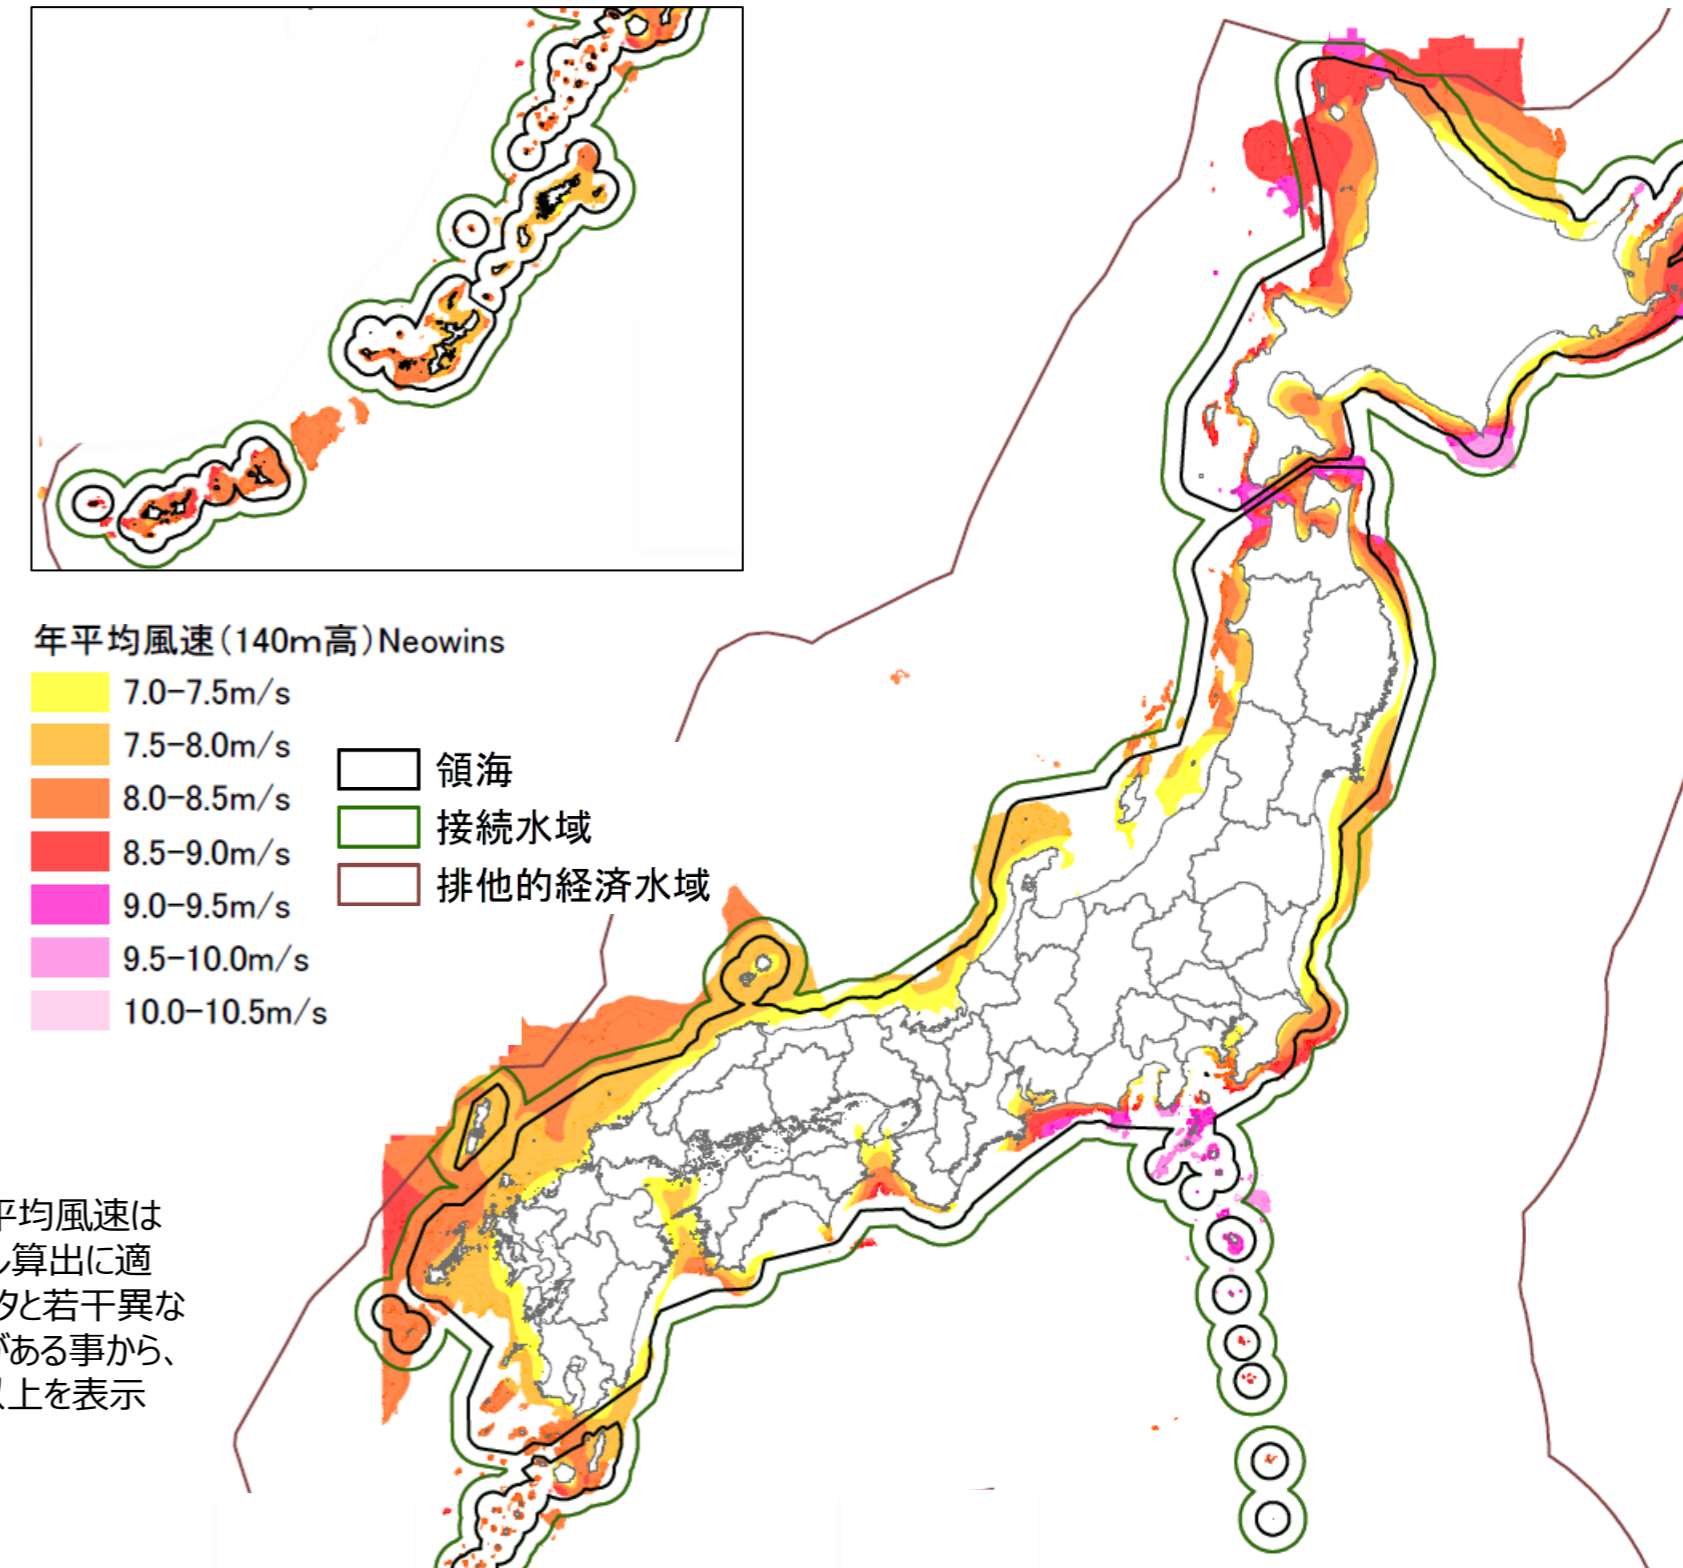 年平均風速(140m高)Neowins
7.0-7.5m/s
7.5-8.0m/s
8.0-8.5m/s
8.5-9.0m/s
9.0-9.5m/s
9.5-10.0m/s
10.0-10.5m/s
領海
接続水域
排他的経済水域
平均風速は
算出に適
タと若干異な
がある事から、
以上を表示